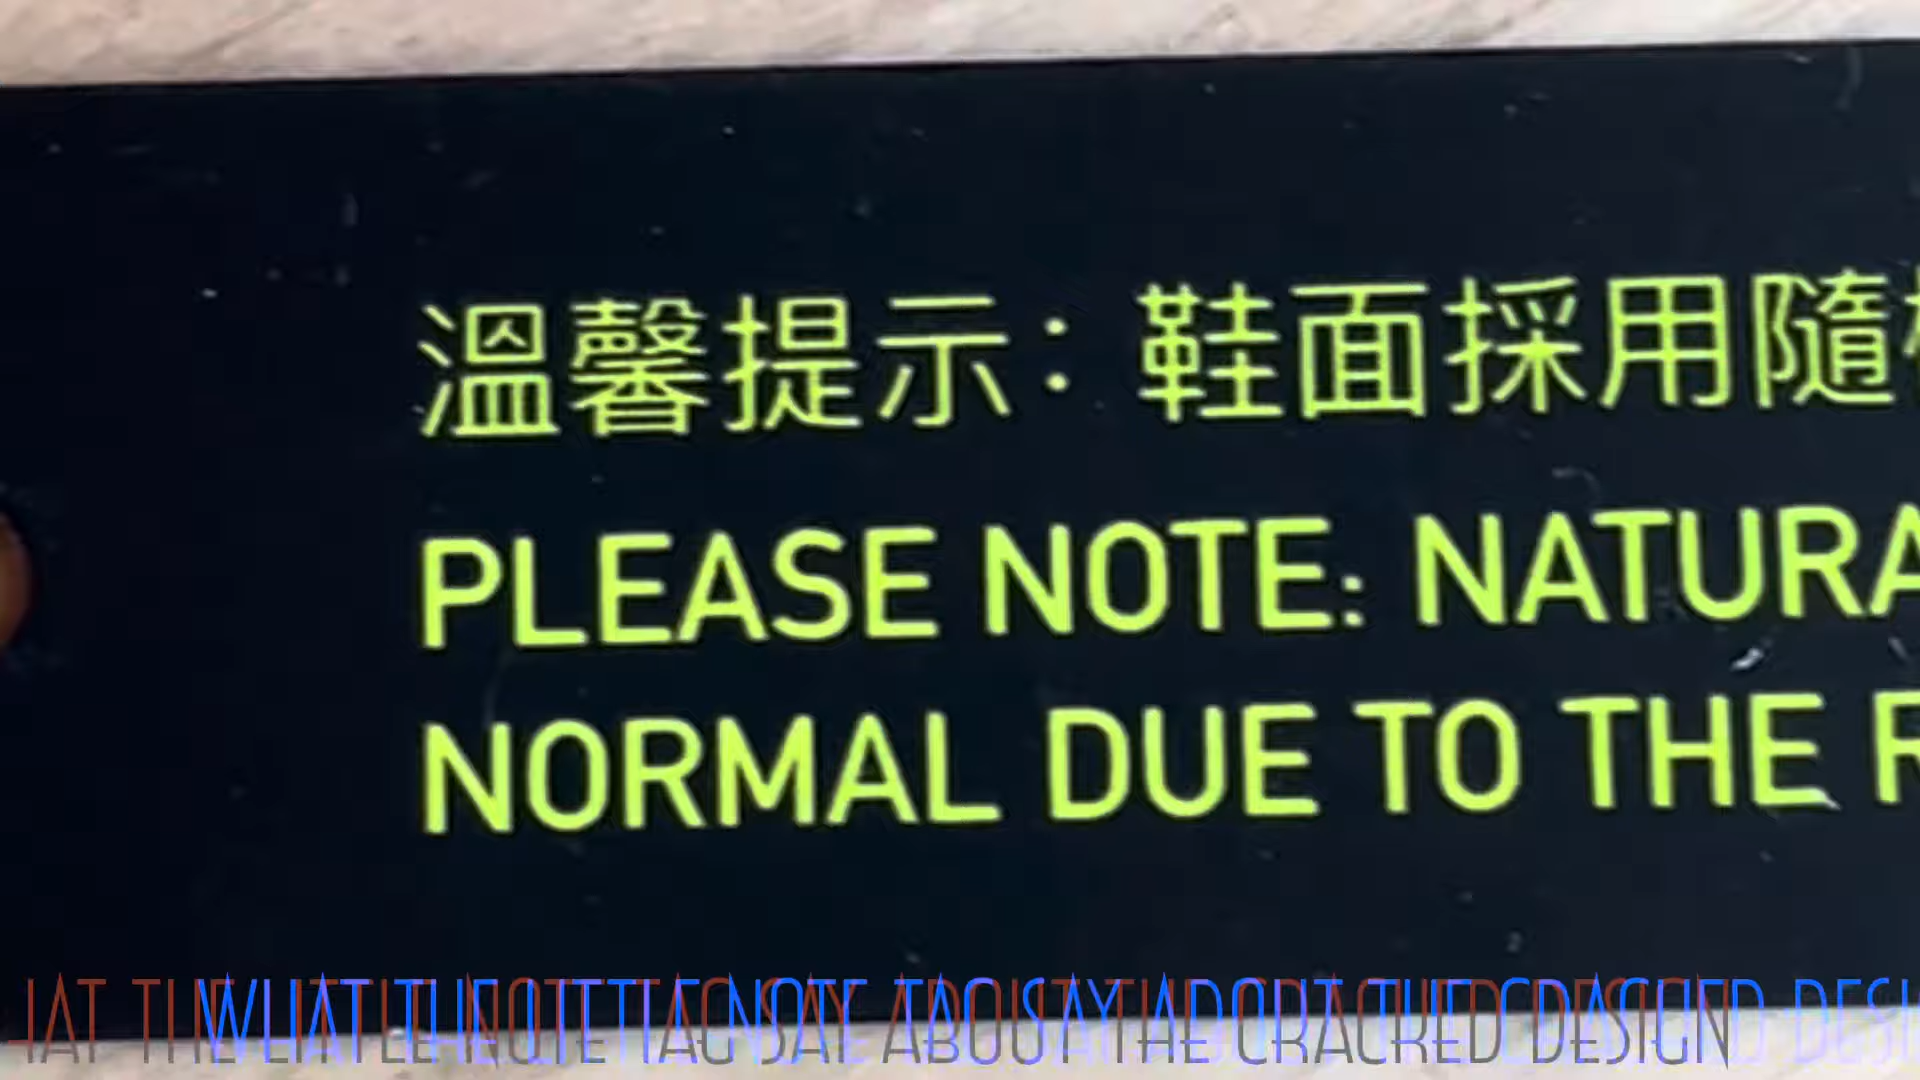 溫馨提示：鞋面採用隨
PLEASE NOTE: NATURA
NORMAL DUE TO THE R
WHAT THE NOTE TAG SAY ABOUT THE CRACKED DESIGN